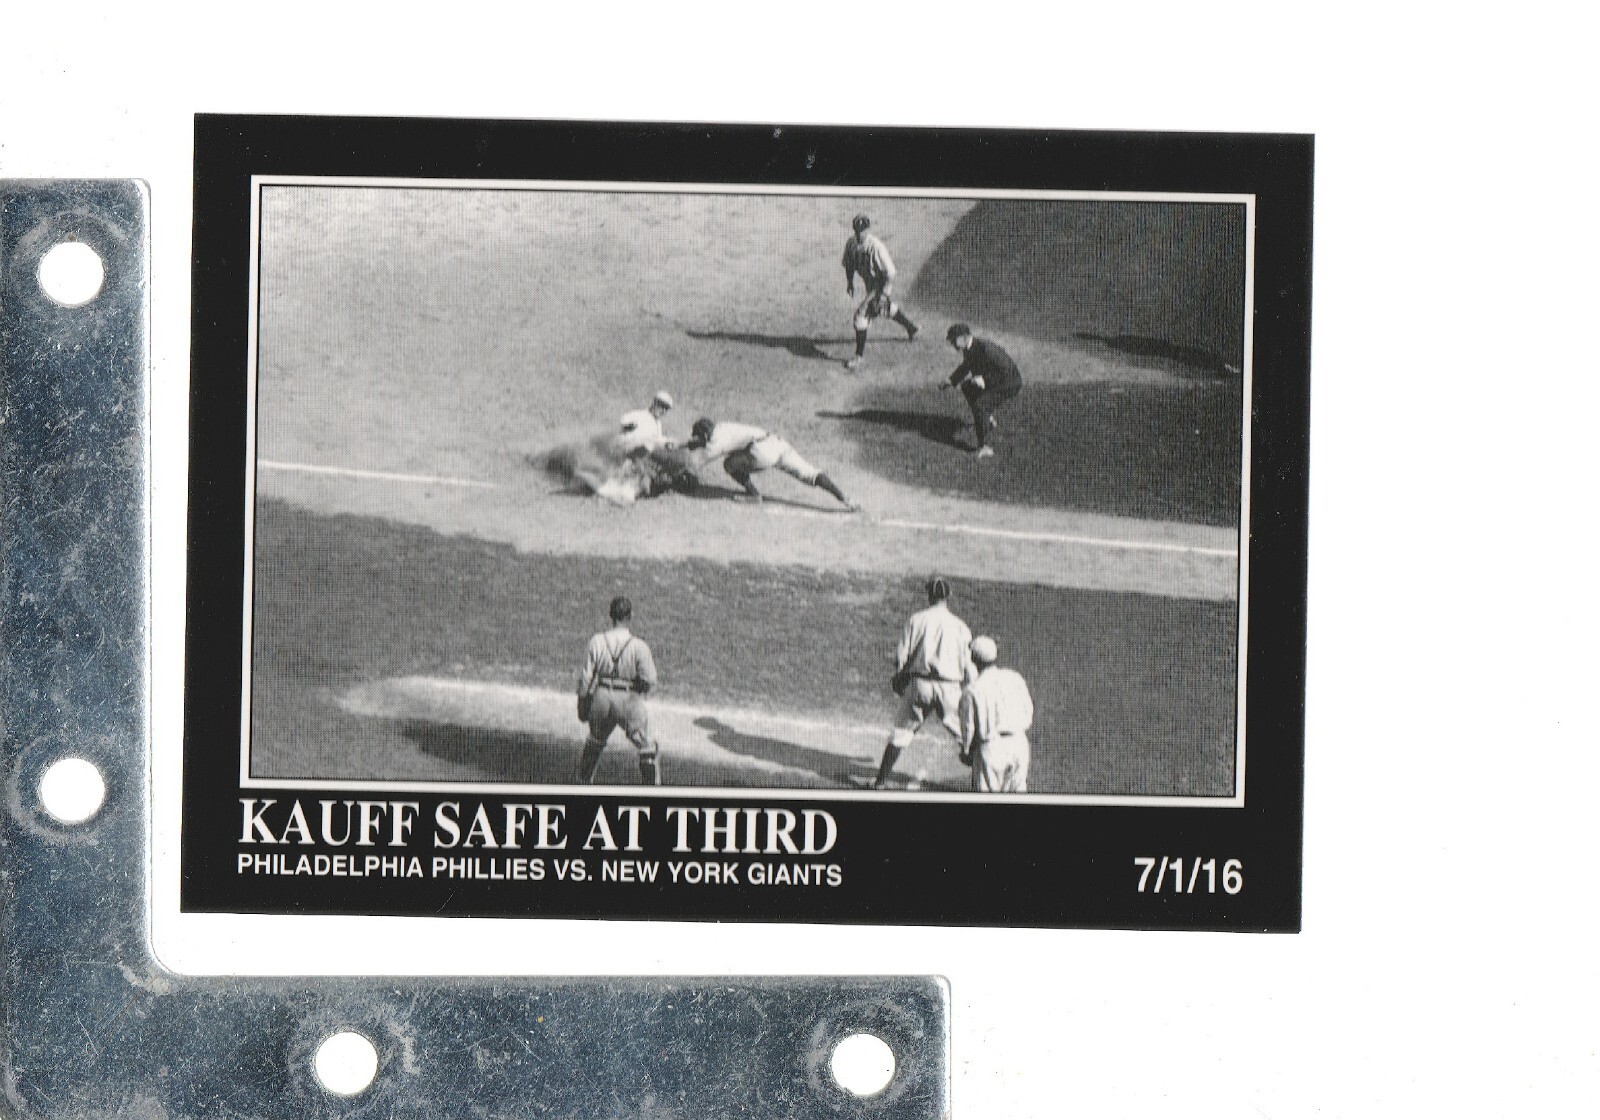 KAUFF SAFE AT THIRD
PHILADELPHIA PHILLIES VS. NEW YORK GIANTS
7/1/16